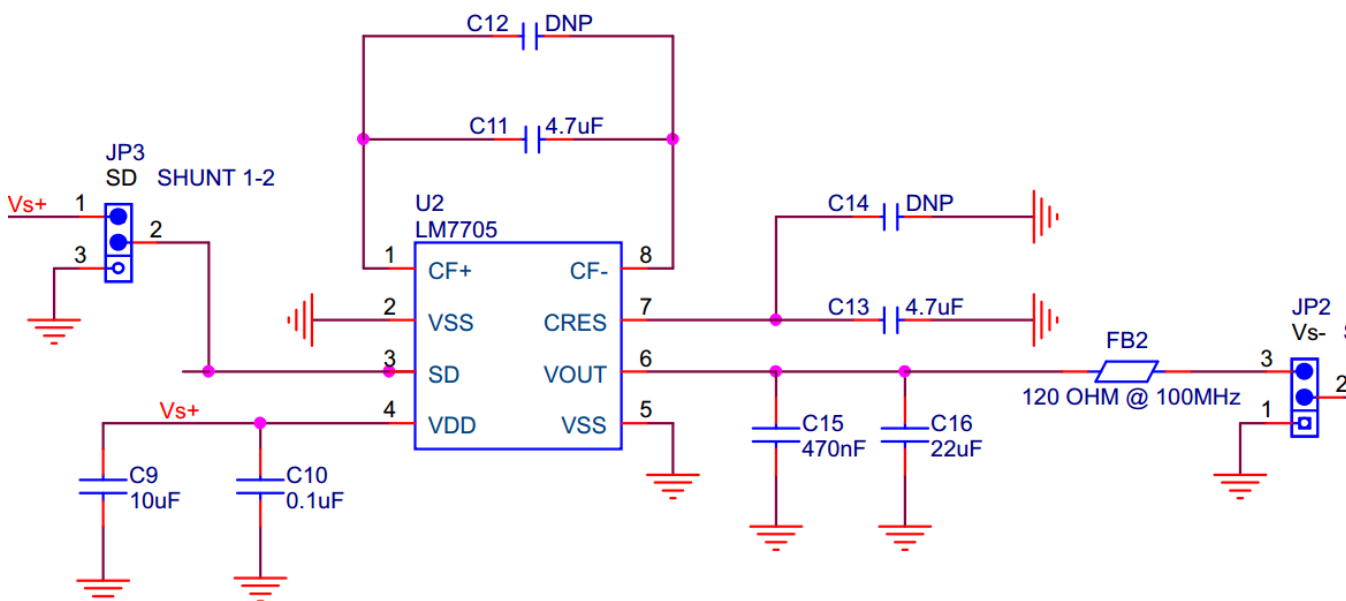 C12 DNP
C11 4.7uF
JP3
SD SHUNT 1-2
Vs+ 1
2
3
U2
LM7705
C14 DNP
1 CF+ CF- 8
2 VSS CRES 7
C13 4.7uF
3 SD VOUT 6
4 VDD VSS 5
Vs+
C9
10uF
C10
0.1uF
C15
470nF
C16
22uF
FB2
120 OHM @ 100MHz
JP2
Vs-
3
2
1